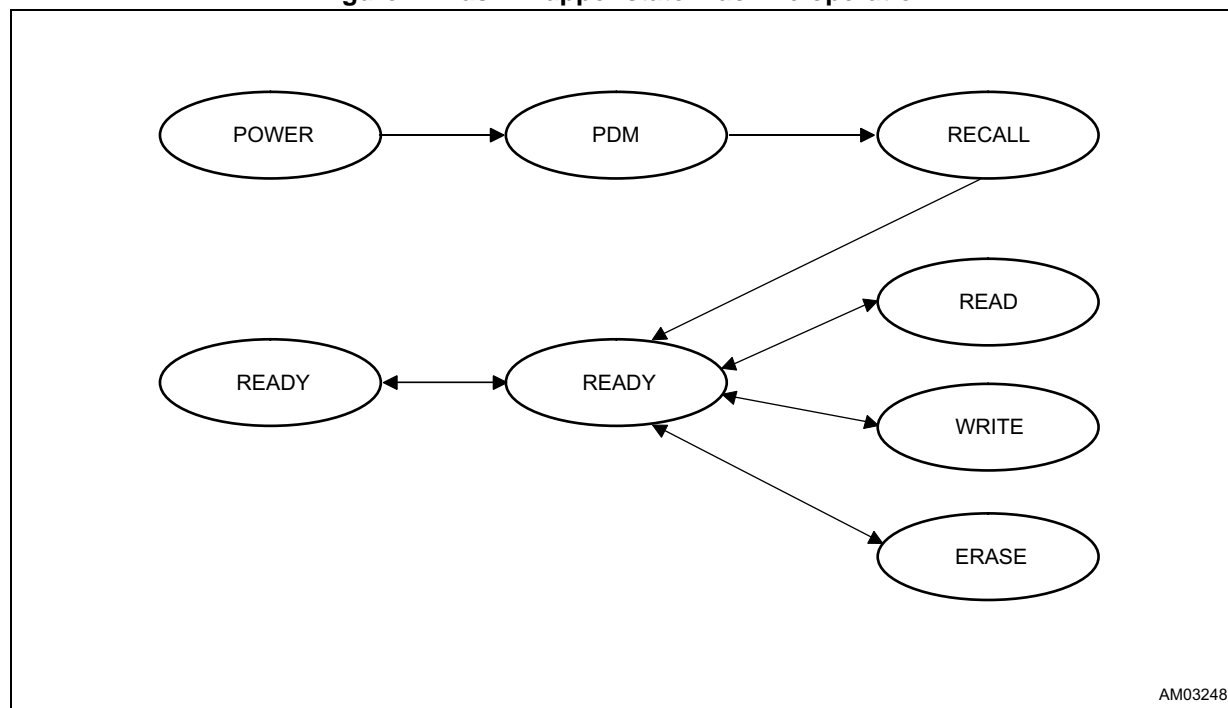 POWER
PDM
RECALL
READ
READY
READY
WRITE
ERASE
AM03248